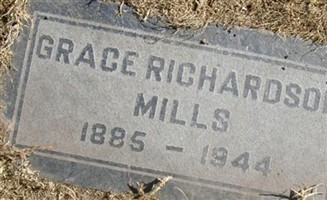 GRACE RICHARDSO
MILLS
1885 - 1944